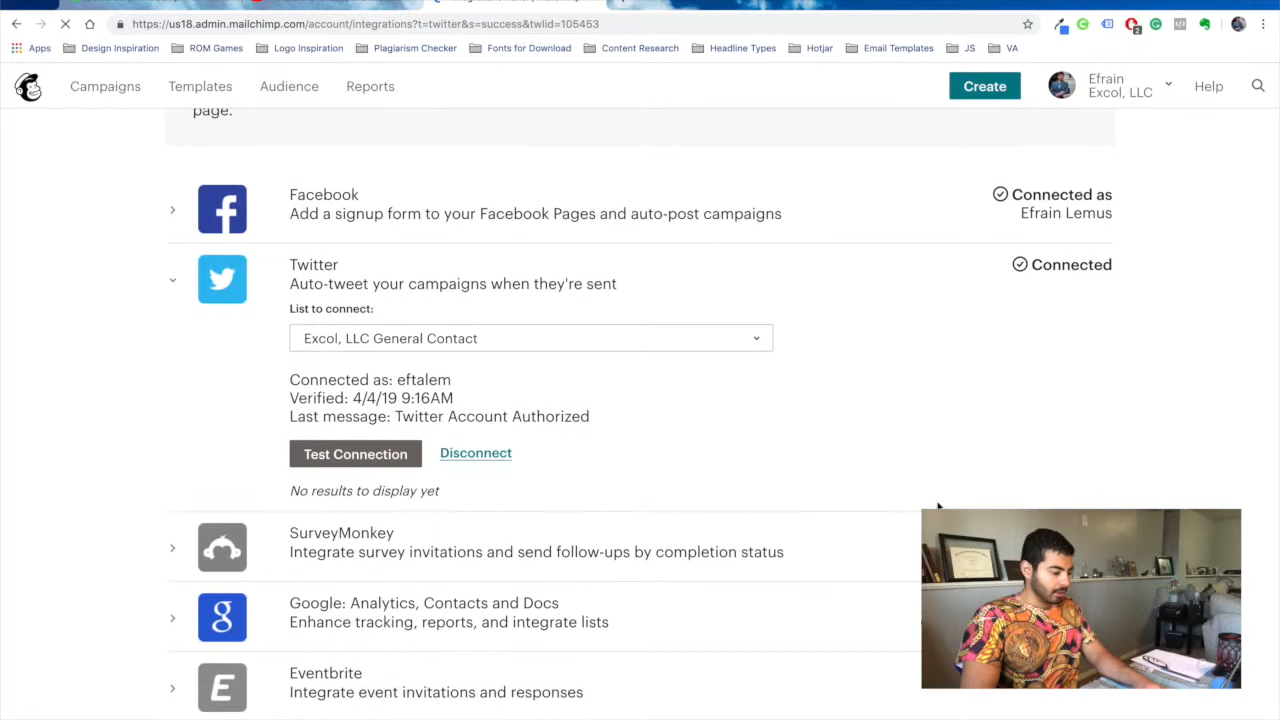 https://us18.admin.mailchimp.com/account/integrations?t=twitter&s=success&twlid=105453
Apps Design Inspiration ROM Games Logo Inspiration Plagiarism Checker Fonts for Download Content Research Headline Types Hotjar Email Templates JS VA
Campaigns Templates Audience Reports Create Efrain Help
Excol, LLC
page.
Facebook Connected as
Add a signup form to your Facebook Pages and auto-post campaigns Efrain Lemus
Twitter Connected
Auto-tweet your campaigns when they're sent
List to connect:
Excol, LLC General Contact
Connected as: eftalem
Verified: 4/4/19 9:16AM
Last message: Twitter Account Authorized
Test Connection Disconnect
No results to display yet
SurveyMonkey
Integrate survey invitations and send follow-ups by completion status
Google: Analytics, Contacts and Docs
Enhance tracking, reports, and integrate lists
Eventbrite
Integrate event invitations and responses